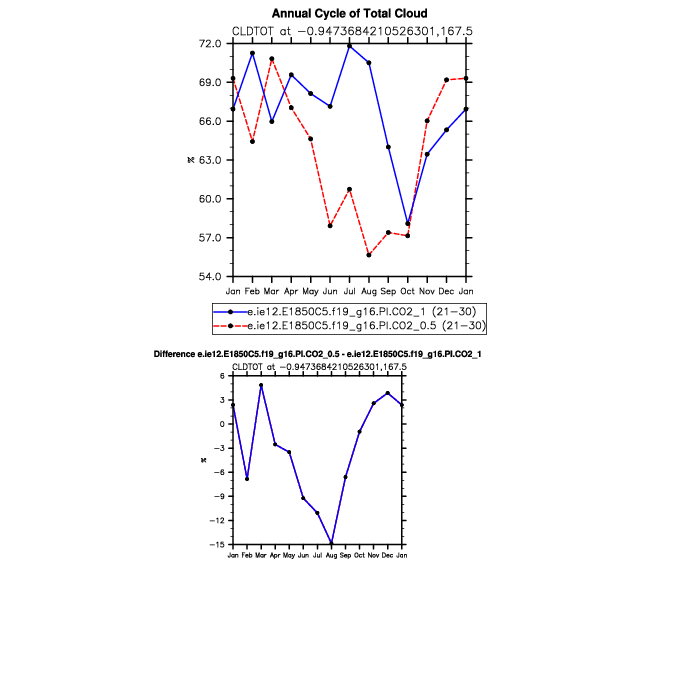 Annual Cycle of Total Cloud
CLDTOT at −0.9473684210526301,167.5
72.0
69.0
66.0
63.0
60.0
57.0
54.0
%
Jan Feb Mar Apr May Jun Jul Aug Sep Oct Nov Dec Jan
e.ie12.E1850C5.f19_g16.PI.CO2_1 (21−30)
e.ie12.E1850C5.f19_g16.PI.CO2_0.5 (21−30)
Difference e.ie12.E1850C5.f19_g16.PI.CO2_0.5 - e.ie12.E1850C5.f19_g16.PI.CO2_1
CLDTOT at −0.9473684210526301,167.5
6
3
0
−3
−6
−9
−12
−15
%
Jan Feb Mar Apr May Jun Jul Aug Sep Oct Nov Dec Jan